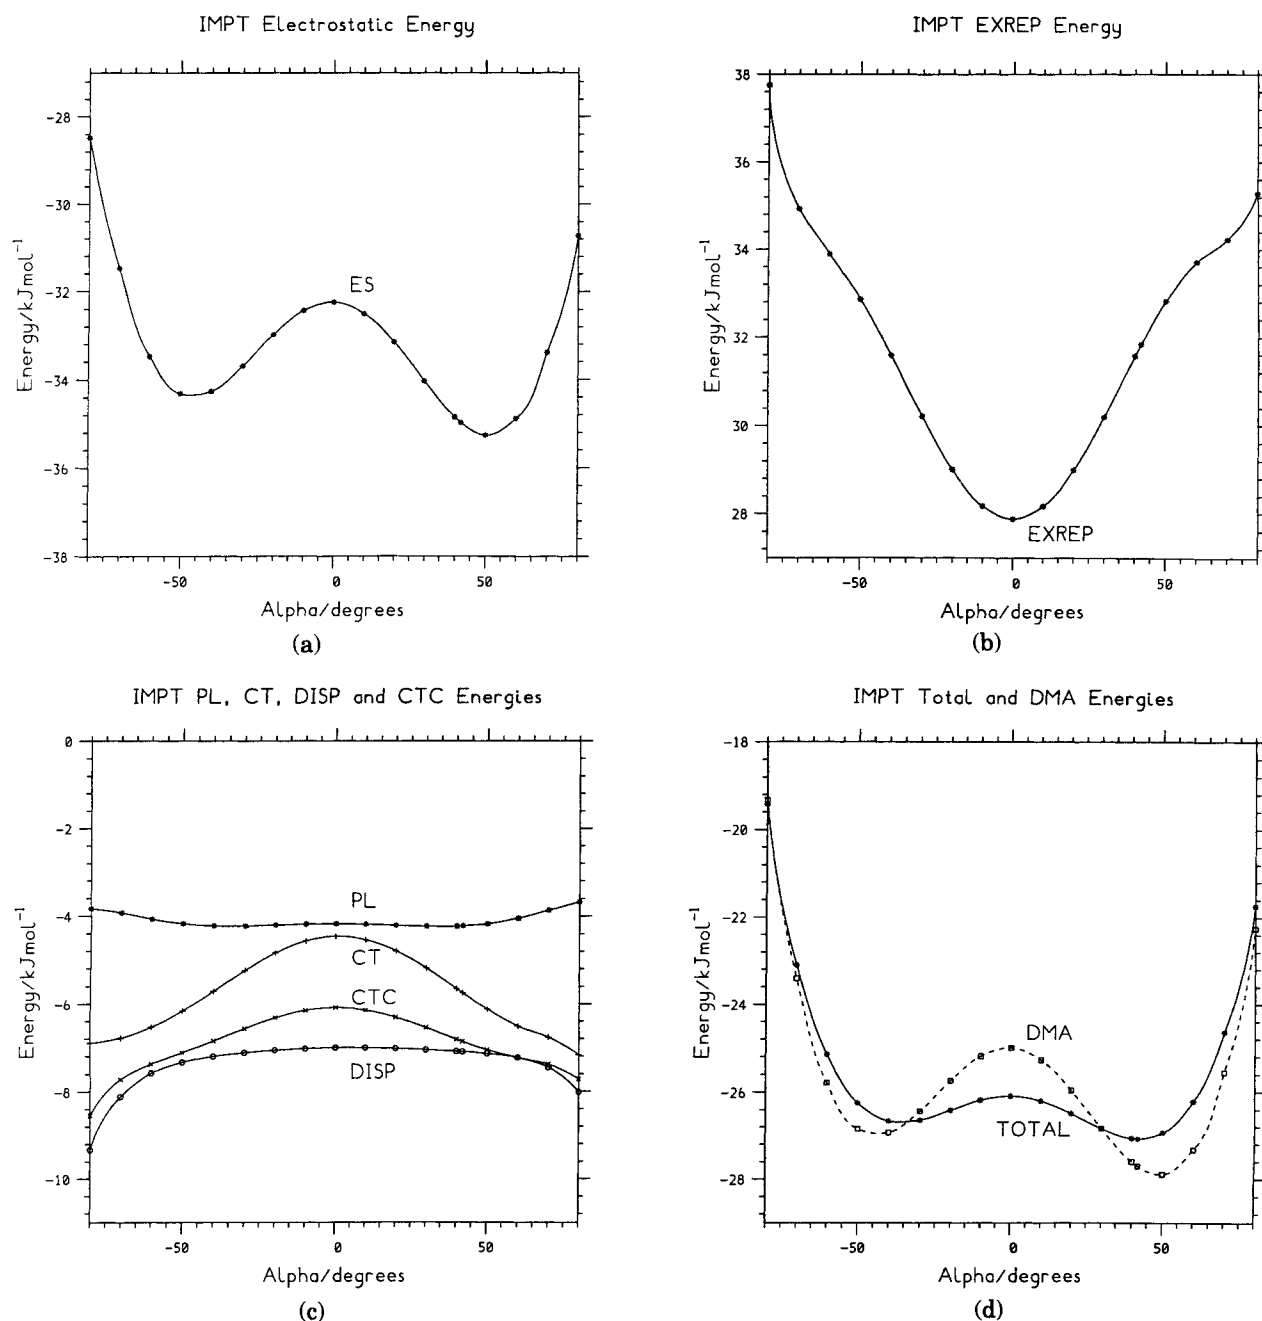 IMPT Electrostatic Energy
-28
-30
-32
-34
-36
-38
Energy/kJmol⁻¹
ES
-50
0
50
Alpha/degrees
(a)
IMPT EXREP Energy
38
36
34
32
30
28
Energy/kJmol⁻¹
EXREP
-50
0
50
Alpha/degrees
(b)
IMPT PL, CT, DISP and CTC Energies
0
-2
-4
-6
-8
-10
Energy/kJmol⁻¹
PL
CT
CTC
DISP
-50
0
50
Alpha/degrees
(c)
IMPT Total and DMA Energies
-18
-20
-22
-24
-26
-28
Energy/kJmol⁻¹
DMA
TOTAL
-50
0
50
Alpha/degrees
(d)